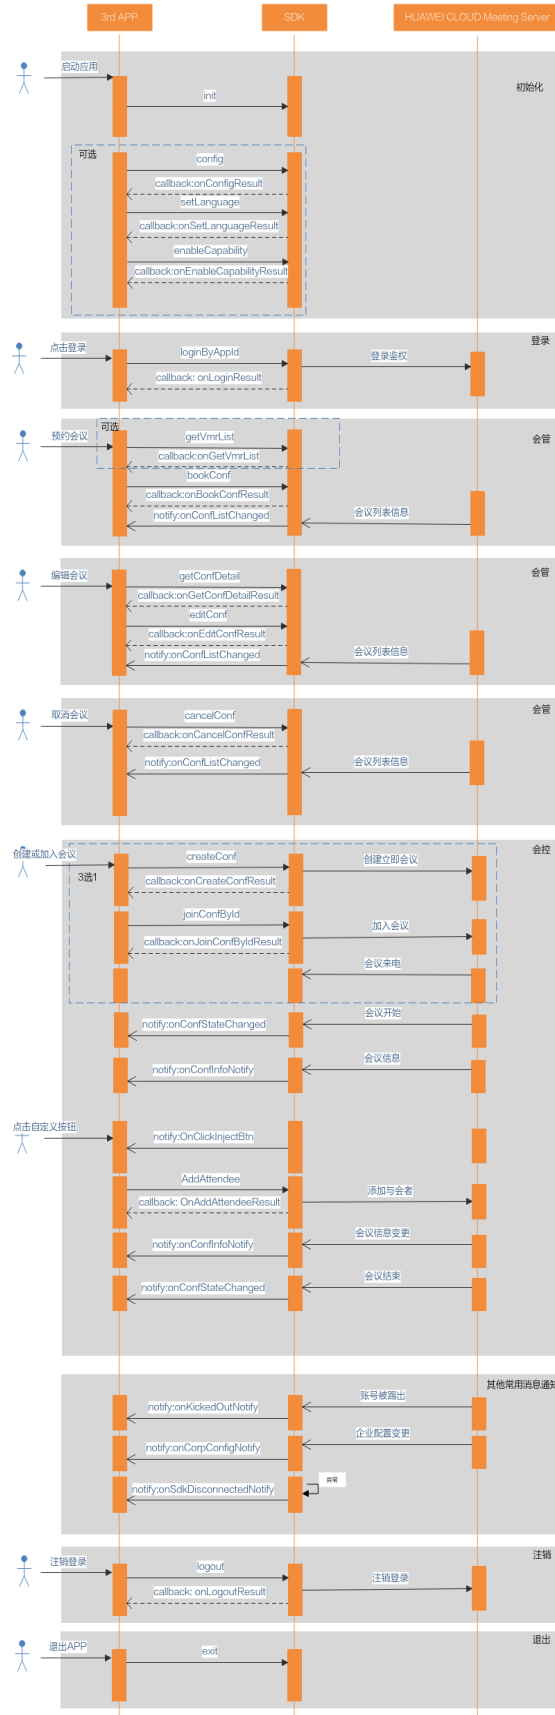 3rd APP
SDK
HUAWEI CLOUD Meeting Server
启动应用
初始化
init
可选
config
callback:onConfigResult
setLanguage
callback:onSetLanguageResult
enableCapability
callback:onEnableCapabilityResult
登录
点击登录
loginByAppId
登录鉴权
callback: onLoginResult
可选
预约会议
getVmrList
会管
callback:onGetVmrList
bookConf
callback:onBookConfResult
notify:onConfListChanged
会议列表信息
会管
编辑会议
getConfDetail
callback:onGetConfDetailResult
editConf
callback:onEditConfResult
notify:onConfListChanged
会议列表信息
会管
取消会议
cancelConf
callback:onCancelConfResult
notify:onConfListChanged
会议列表信息
会控
创建或加入会议
createConf
创建立即会议
3选1
callback:onCreateConfResult
joinConfById
加入会议
callback:onJoinConfByIdResult
会议来电
会议开始
notify:onConfStateChanged
会议信息
notify:onConfInfoNotify
点击自定义按钮
notify:OnClickInjectBtn
AddAttendee
添加与会者
callback: OnAddAttendeeResult
会议信息变更
notify:onConfInfoNotify
会议结束
notify:onConfStateChanged
其他常用消息通知
账号被踢出
notify:onKickedOutNotify
企业配置变更
notify:onCorpConfigNotify
异常
notify:onSdkDisconnectedNotify
注销
注销登录
logout
注销登录
callback: onLogoutResult
退出
退出APP
exit